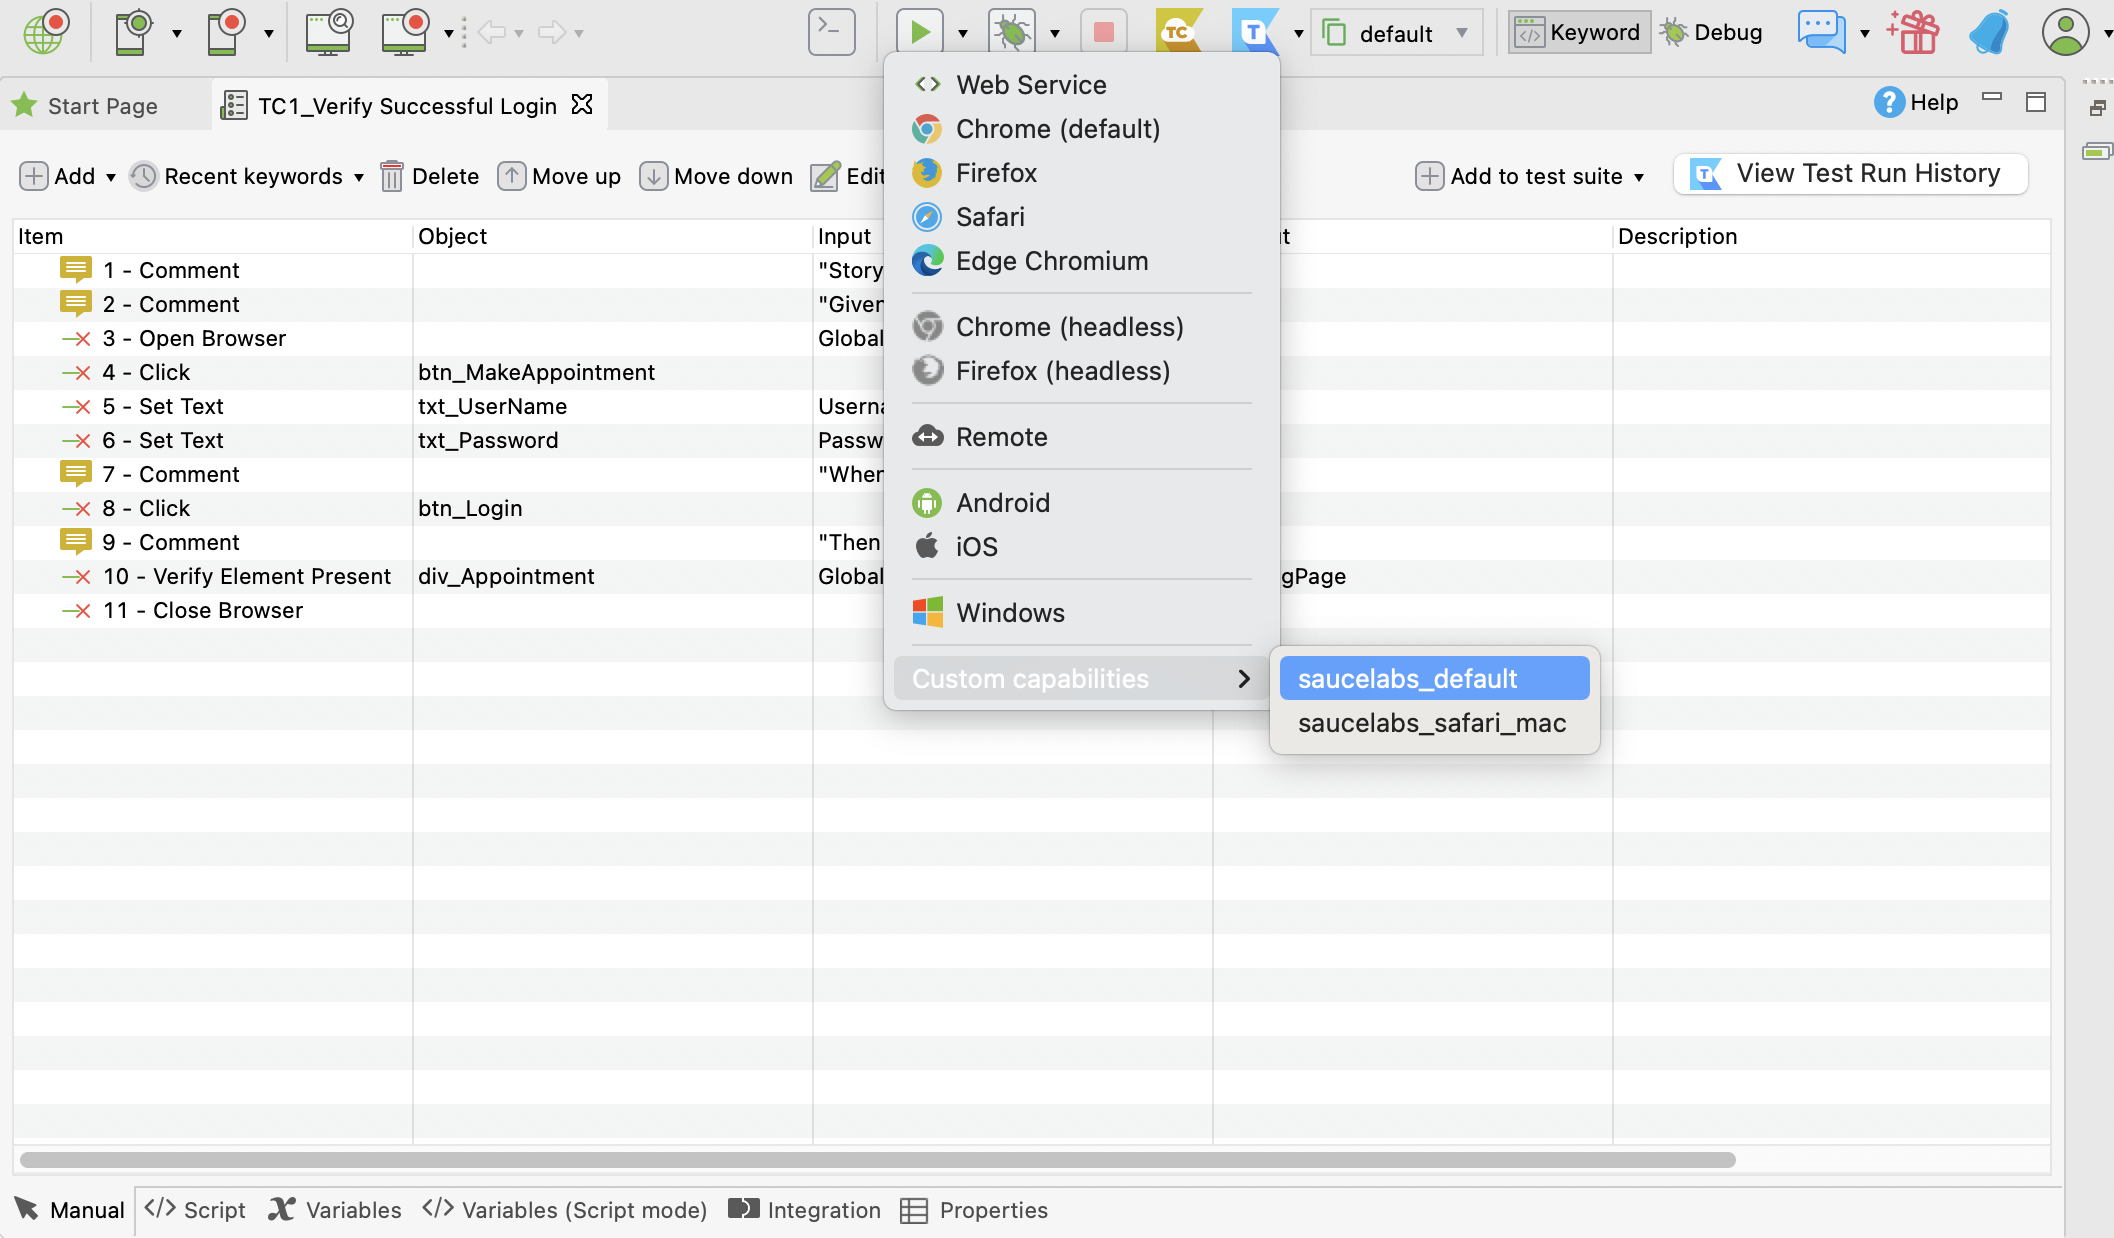 TC
T
default
Keyword
Debug
Start Page
TC1_Verify Successful Login
? Help
Add
Recent keywords
Delete
Move up
Move down
Edit
Add to test suite
View Test Run History
Item
Object
Input
t
Description
1 - Comment
"Story
2 - Comment
"Given
3 - Open Browser
Global
4 - Click
btn_MakeAppointment
5 - Set Text
txt_UserName
Userna
6 - Set Text
txt_Password
Passw
7 - Comment
"When
8 - Click
btn_Login
9 - Comment
"Then
10 - Verify Element Present
div_Appointment
Global
gPage
11 - Close Browser
Web Service
Chrome (default)
Firefox
Safari
Edge Chromium
Chrome (headless)
Firefox (headless)
Remote
Android
iOS
Windows
Custom capabilities
saucelabs_default
saucelabs_safari_mac
Manual
Script
Variables
Variables (Script mode)
Integration
Properties